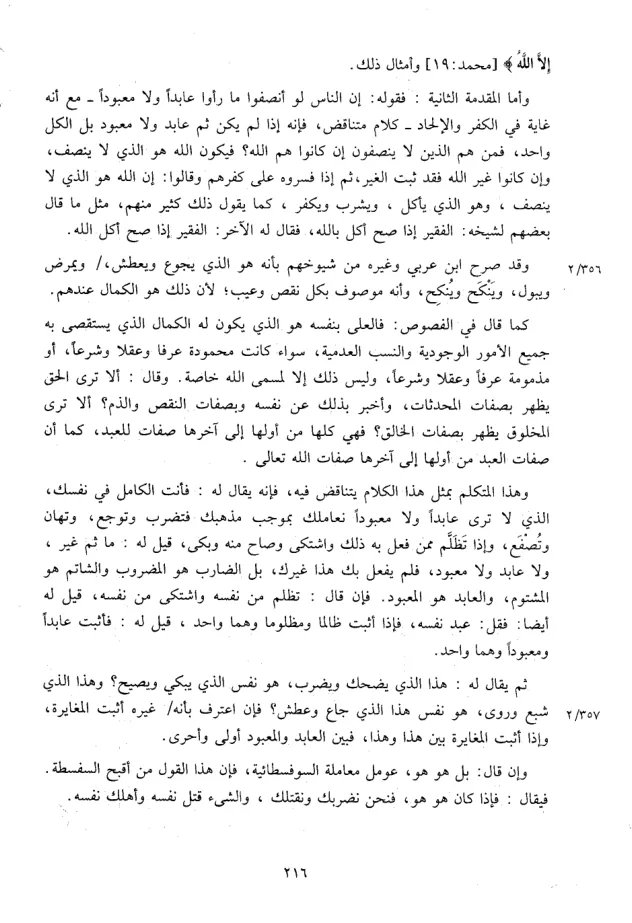 إِلاَّ اللَّهُ ﴾ [محمد: ١٩] وأمثال ذلك.
وأما المقدمة الثانية : فقوله: إن الناس لو أنصفوا ما رأوا عابداً ولا معبوداً ـ مع أنه
غاية في الكفر والإلحاد ـ كلام متناقض، فإنه إذا لم يكن ثم عابد ولا معبود بل الكل
واحد، فمن هم الذين لا ينصفون إن كانوا هم الله؟ فيكون الله هو الذي لا ينصف،
وإن كانوا غير الله فقد ثبت الغير، ثم إذا فسروه على كفرهم وقالوا: إن الله هو الذي لا
ينصف ، وهو الذي يأكل ، ويشرب ويكفر ، كما يقول ذلك كثير منهم، مثل ما قال
بعضهم لشيخه: الفقير إذا صح أكل بالله، فقال له الآخر: الفقير إذا صح أكل الله.
٢/٣٥٦ وقد صرح ابن عربي وغيره من شيوخهم بأنه هو الذي يجوع ويعطش،/ ويمرض
ويبول، ويَنْكَح ويُنكِح، وأنه موصوف بكل نقص وعيب؛ لأن ذلك هو الكمال عندهم.
كما قال في الفصوص: فالعلى بنفسه هو الذي يكون له الكمال الذي يستقصى به
جميع الأمور الوجودية والنسب العدمية، سواء كانت محمودة عرفا وعقلا وشرعاً، أو
مذمومة عرفاً وعقلا وشرعاً، وليس ذلك إلا لمسمى الله خاصة. وقال : ألا ترى الحق
يظهر بصفات المحدثات، وأخبر بذلك عن نفسه وبصفات النقص والذم؟ ألا ترى
المخلوق يظهر بصفات الخالق؟ فهي كلها من أولها إلى آخرها صفات للعبد، كما أن
صفات العبد من أولها إلى آخرها صفات الله تعالى .
وهذا المتكلم بمثل هذا الكلام يتناقض فيه، فإنه يقال له : فأنت الكامل في نفسك،
الذي لا ترى عابداً ولا معبوداً نعاملك بموجب مذهبك فتضرب وتوجع، وتهان
وتُصْفَع، وإذا تَظَلَّم ممن فعل به ذلك واشتكى وصاح منه وبكى، قيل له : ما ثم غير ،
ولا عابد ولا معبود، فلم يفعل بك هذا غيرك، بل الضارب هو المضروب والشاتم هو
المشتوم، والعابد هو المعبود. فإن قال : تظلم من نفسه واشتكى من نفسه، قيل له
أيضا: فقل: عبد نفسه، فإذا أثبت ظالما ومظلوما وهما واحد ، قيل له : فأثبت عابداً
ومعبوداً وهما واحد.
ثم يقال له : هذا الذي يضحك ويضرب، هو نفس الذي يبكي ويصيح؟ وهذا الذي
٢/٣٥٧ شبع وروى، هو نفس هذا الذي جاع وعطش؟ فإن اعترف بأنه/ غيره أثبت المغايرة،
وإذا أثبت المغايرة بين هذا وهذا، فبين العابد والمعبود أولى وأحرى.
وإن قال: بل هو هو، عومل معاملة السوفسطائية، فإن هذا القول من أقبح السفسطة.
فيقال : فإذا كان هو هو، فنحن نضربك ونقتلك ، والشىء قتل نفسه وأهلك نفسه.
٢١٦